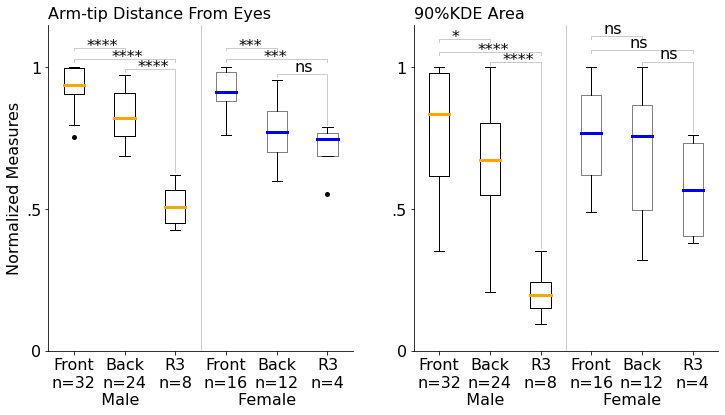 Arm-tip Distance From Eyes
90%KDE Area
****
****
****
***
***
ns
*
****
****
ns
ns
ns
Normalized Measures
1
.5
0
1
.5
0
Front Back R3 Front Back R3
n=32 n=24 n=8 n=16 n=12 n=4
Male Female
Front Back R3 Front Back R3
n=32 n=24 n=8 n=16 n=12 n=4
Male Female